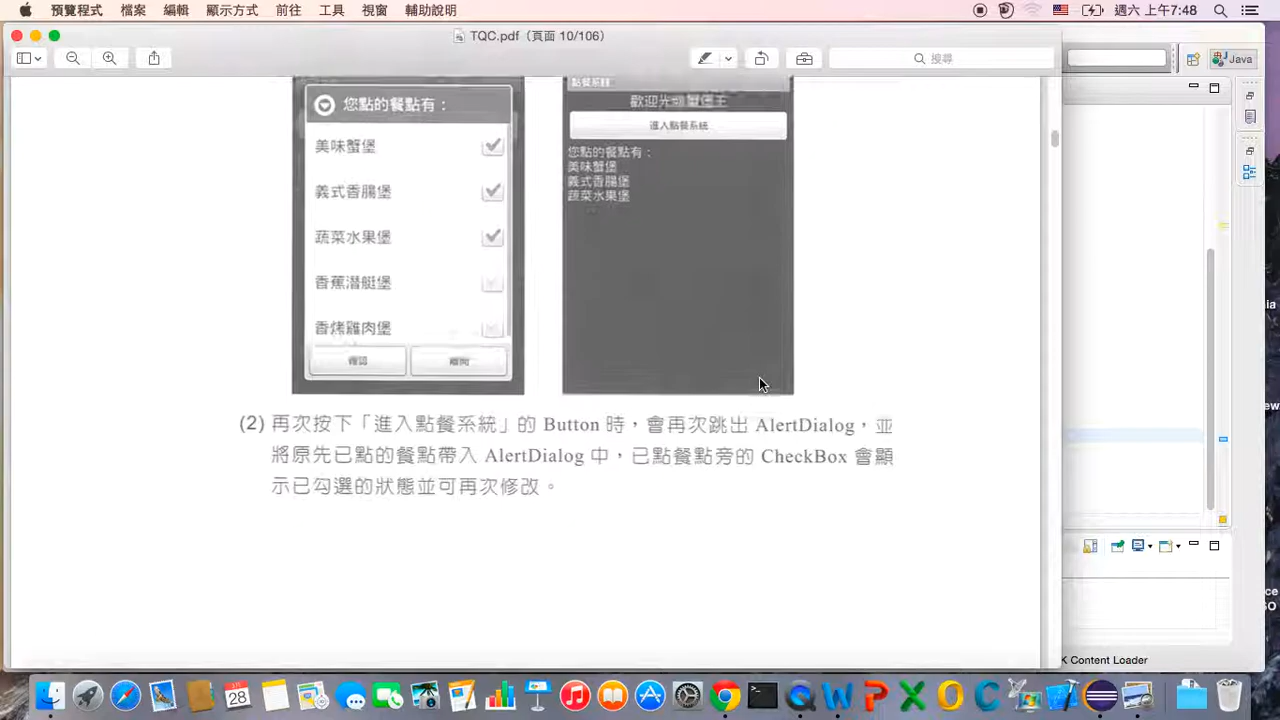 預覽程式 檔案 編輯 顯示方式 前往 工具 視窗 輔助說明 週六 上午7:48
TQC.pdf（頁面 10/106）
搜尋
Java
您點的餐點有：
美味蟹堡
義式香腸堡
蔬菜水果堡
香蕉潛艇堡
香烤雞肉堡
確認 離開
點餐系統
歡迎光臨蟹堡王
進入點餐系統
您點的餐點有：
美味蟹堡
義式香腸堡
蔬菜水果堡
(2) 再次按下「進入點餐系統」的 Button 時，會再次跳出 AlertDialog，並
將原先已點的餐點帶入 AlertDialog 中，已點餐點旁的 CheckBox 會顯
示已勾選的狀態並可再次修改。
K Content Loader
28